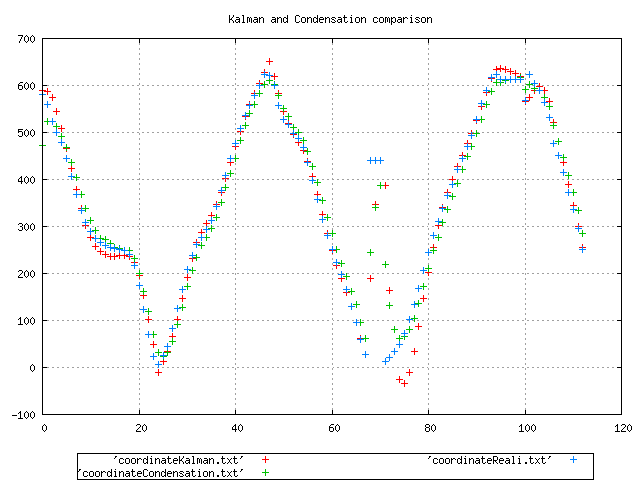 Kalman and Condensation comparison
700
600
500
400
300
200
100
0
-100
0 20 40 60 80 100 120
'coordinateKalman.txt' 'coordinateReali.txt'
'coordinateCondensation.txt'